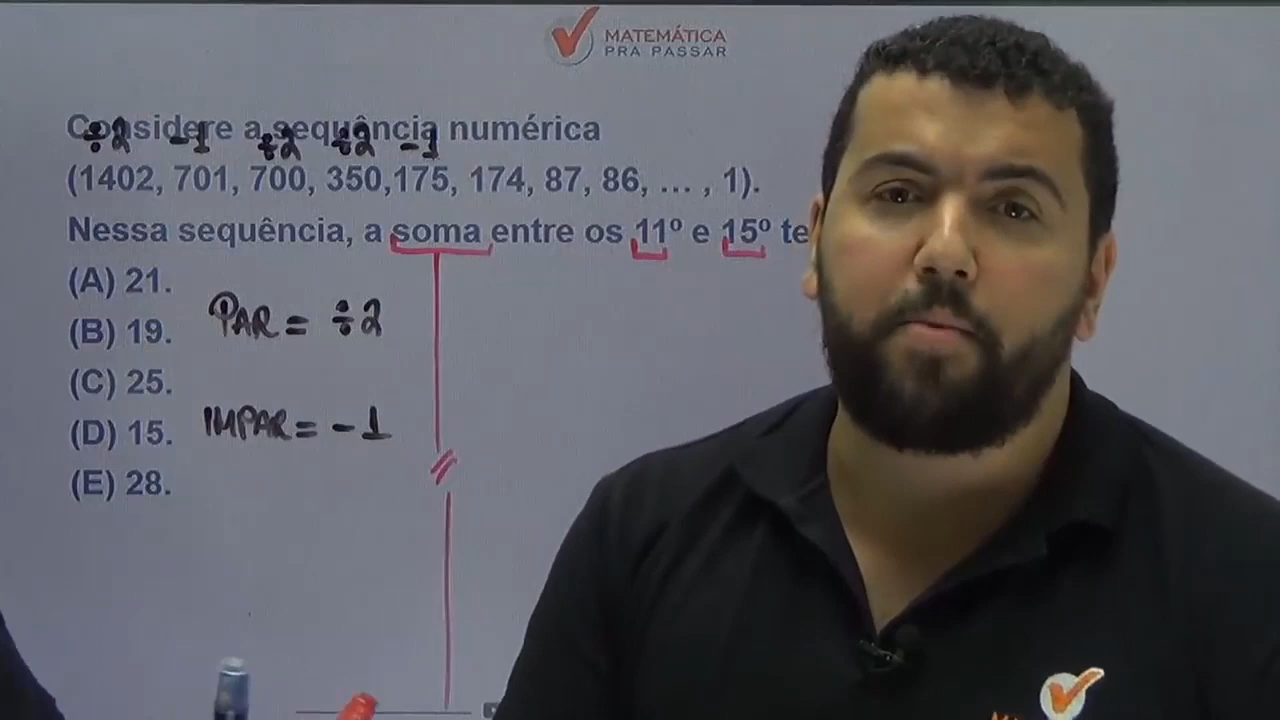 MATEMÁTICA
PRA PASSAR
Considere a sequência numérica
÷2 -1 ÷2 ÷2 -1
(1402, 701, 700, 350,175, 174, 87, 86, ... , 1).
Nessa sequência, a soma entre os 11º e 15º te
(A) 21.
(B) 19.
(C) 25.
(D) 15.
(E) 28.
PAR = ÷2
IMPAR = -1